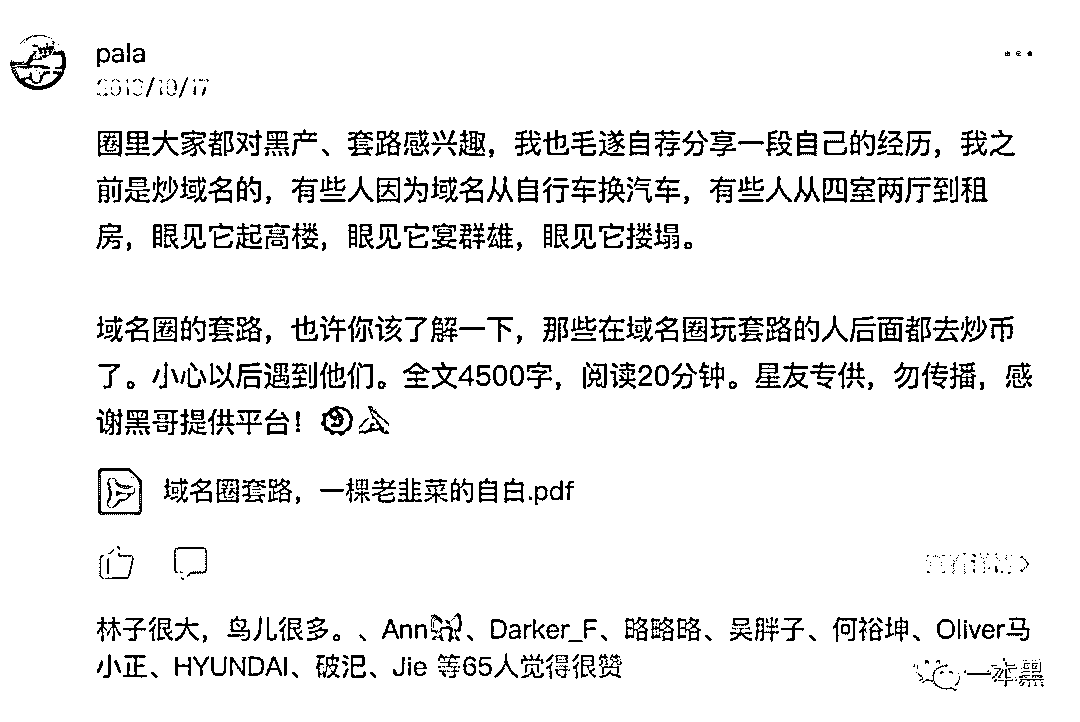 pala
圈里大家都对黑产、套路感兴趣，我也毛遂自荐分享一段自己的经历，我之
前是炒域名的，有些人因为域名从自行车换汽车，有些人从四室两厅到租
房，眼见它起高楼，眼见它宴群雄，眼见它搂塌。
域名圈的套路，也许你该了解一下，那些在域名圈玩套路的人后面都去炒币
了。小心以后遇到他们。全文4500字，阅读20分钟。星友专供，勿传播，感
谢黑哥提供平台！
域名圈套路，一棵老韭菜的自白.pdf
查看详情>
林子很大，鸟儿很多。、Ann、Darker_F、略略略、吴胖子、何裕坤、Oliver马
小正、HYUNDAI、破汜、Jie 等65人觉得很赞
一本黑